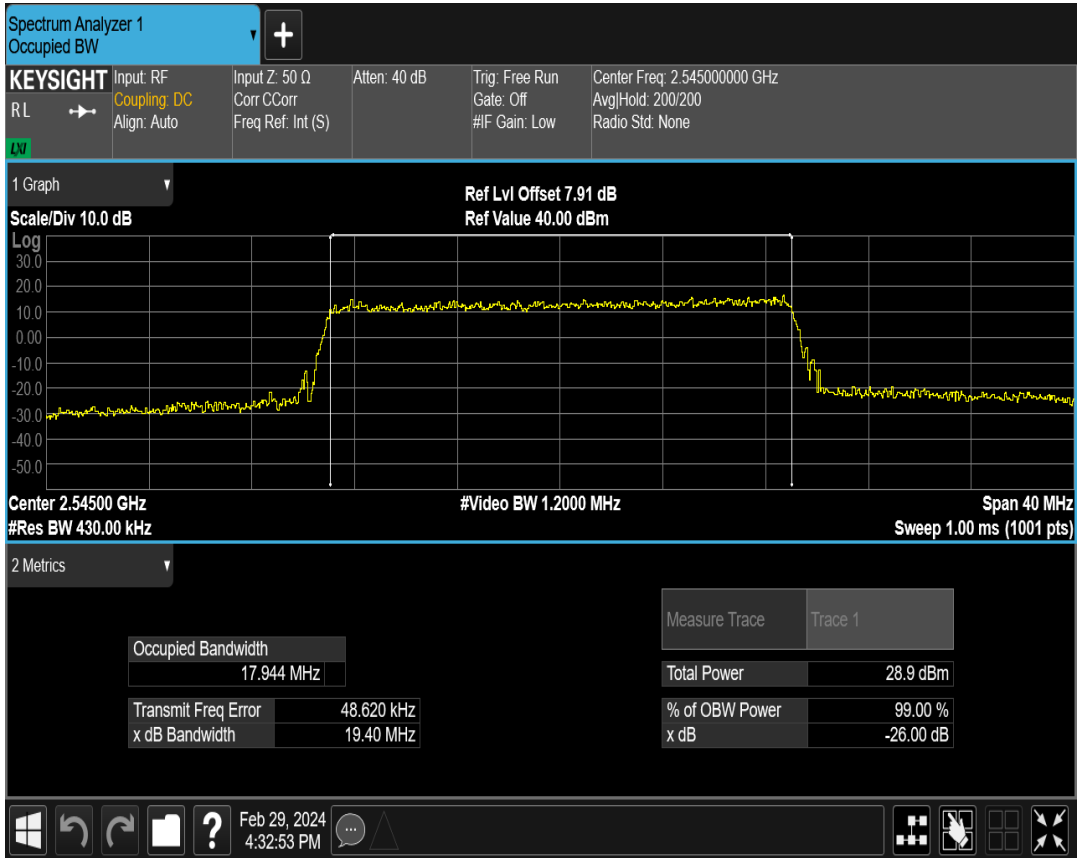 Spectrum Analyzer 1
Occupied BW
KEYSIGHT
R L
LXI
Input: RF
Coupling: DC
Align: Auto
Input Z: 50 Ω
Corr CCorr
Freq Ref: Int (S)
Atten: 40 dB
Trig: Free Run
Gate: Off
#IF Gain: Low
Center Freq: 2.545000000 GHz
Avg|Hold: 200/200
Radio Std: None
1 Graph
Scale/Div 10.0 dB
Ref Lvl Offset 7.91 dB
Ref Value 40.00 dBm
Log
30.0
20.0
10.0
0.00
-10.0
-20.0
-30.0
-40.0
-50.0
Center 2.54500 GHz
#Video BW 1.2000 MHz
Span 40 MHz
#Res BW 430.00 kHz
Sweep 1.00 ms (1001 pts)
2 Metrics
Measure Trace Trace 1
Occupied Bandwidth
17.944 MHz
Total Power 28.9 dBm
Transmit Freq Error 48.620 kHz
% of OBW Power 99.00 %
x dB Bandwidth 19.40 MHz
x dB -26.00 dB
Feb 29, 2024
4:32:53 PM